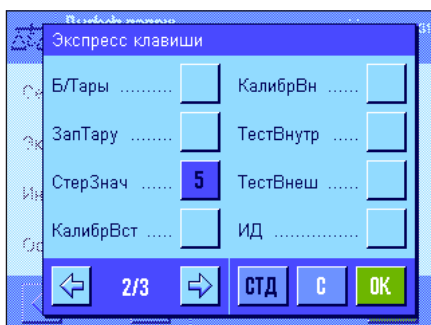 Экспресс клавиши
Б/Тары .......... КалибрВн ......
ЗапТару ........ ТестВнутр .....
СтерЗнач ...... 5 ТестВнеш ......
КалибрВст ..... ИД ................
2/3 СТД C OK